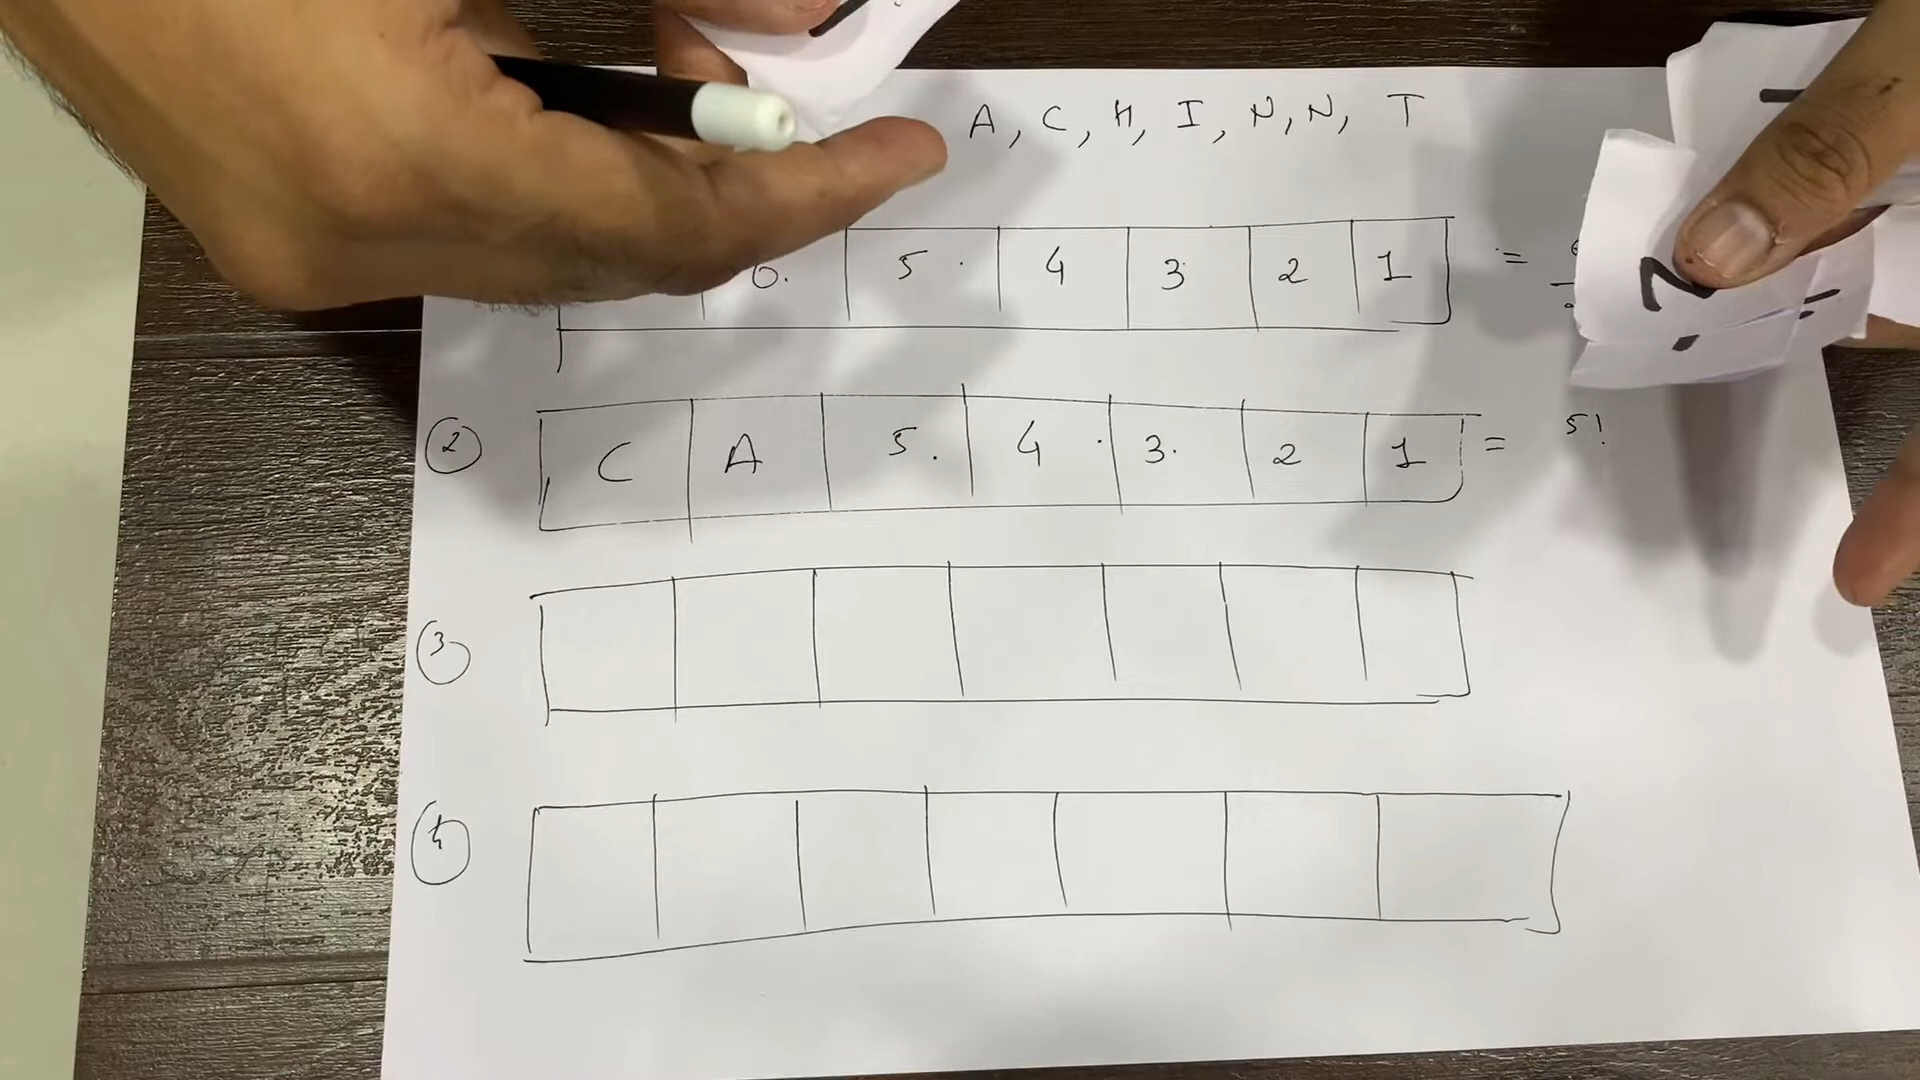 A, C, H, I, N, N, T
6. 5. 4 3 2 1 =
2 C A 5. 4. 3. 2 1 = 5!
3
4